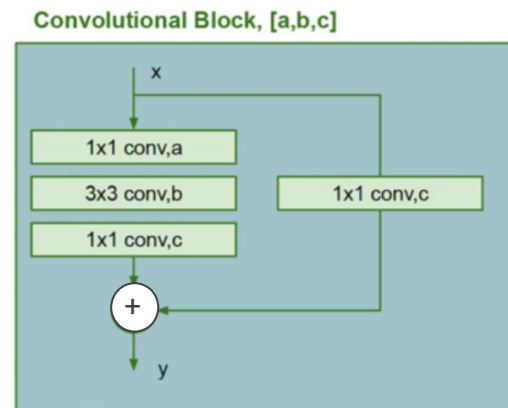 Convolutional Block, [a,b,c]
x
1x1 conv,a
3x3 conv,b
1x1 conv,c
1x1 conv,c
+
y